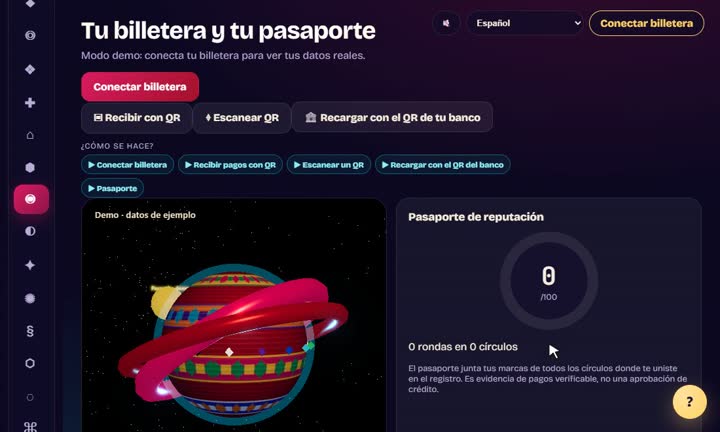 Tu billetera y tu pasaporte
Español
Conectar billetera
Modo demo: conecta tu billetera para ver tus datos reales.
Conectar billetera
Recibir con QR
Escanear QR
Recargar con el QR de tu banco
¿CÓMO SE HACE?
▶ Conectar billetera
▶ Recibir pagos con QR
▶ Escanear un QR
▶ Recargar con el QR del banco
▶ Pasaporte
Demo · datos de ejemplo
Pasaporte de reputación
0
/100
0 rondas en 0 círculos
El pasaporte junta tus marcas de todos los círculos donde te uniste
en el registro. Es evidencia de pagos verificable, no una aprobación de
crédito.
?
§